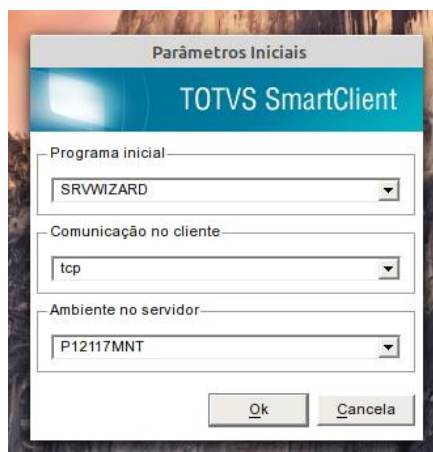 Parâmetros Iniciais
TOTVS SmartClient
Programa inicial
SRVWIZARD
Comunicação no cliente
tcp
Ambiente no servidor
P12117MNT
Ok
Cancela